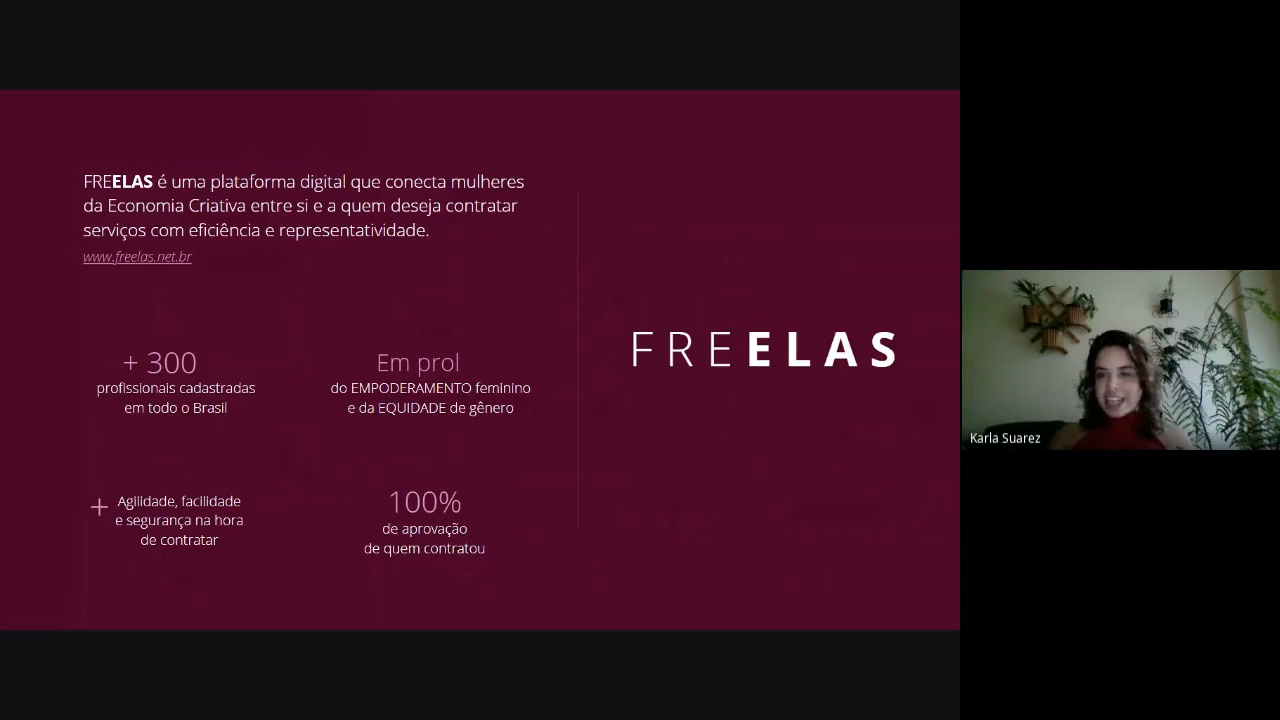 FREELAS é uma plataforma digital que conecta mulheres
da Economia Criativa entre si e a quem deseja contratar
serviços com eficiência e representatividade.
www.freelas.net.br
+ 300
profissionais cadastradas
em todo o Brasil
Em prol
do EMPODERAMENTO feminino
e da EQUIDADE de gênero
+ Agilidade, facilidade
e segurança na hora
de contratar
100%
de aprovação
de quem contratou
FREELAS
Karla Suarez